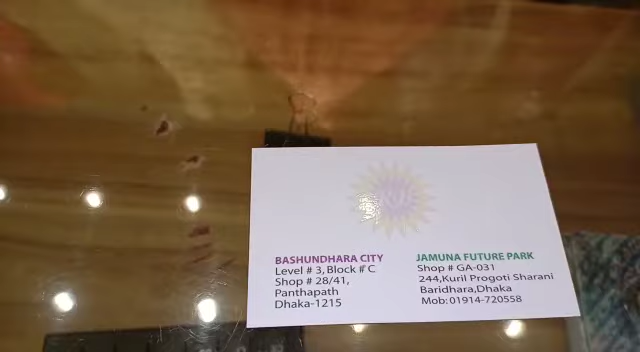 BASHUNDHARA CITY
Level # 3, Block # C
Shop # 28/41,
Panthapath
Dhaka-1215
JAMUNA FUTURE PARK
Shop # GA-031
244,Kuril Progoti Sharani
Baridhara,Dhaka
Mob: 01914-720558